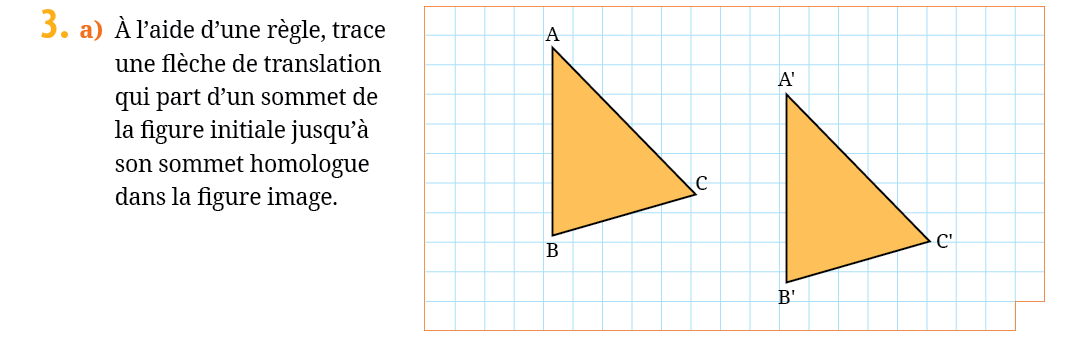 3. a) À l’aide d’une règle, trace
une flèche de translation
qui part d’un sommet de
la figure initiale jusqu’à
son sommet homologue
dans la figure image.
A
A'
C
B
C'
B'